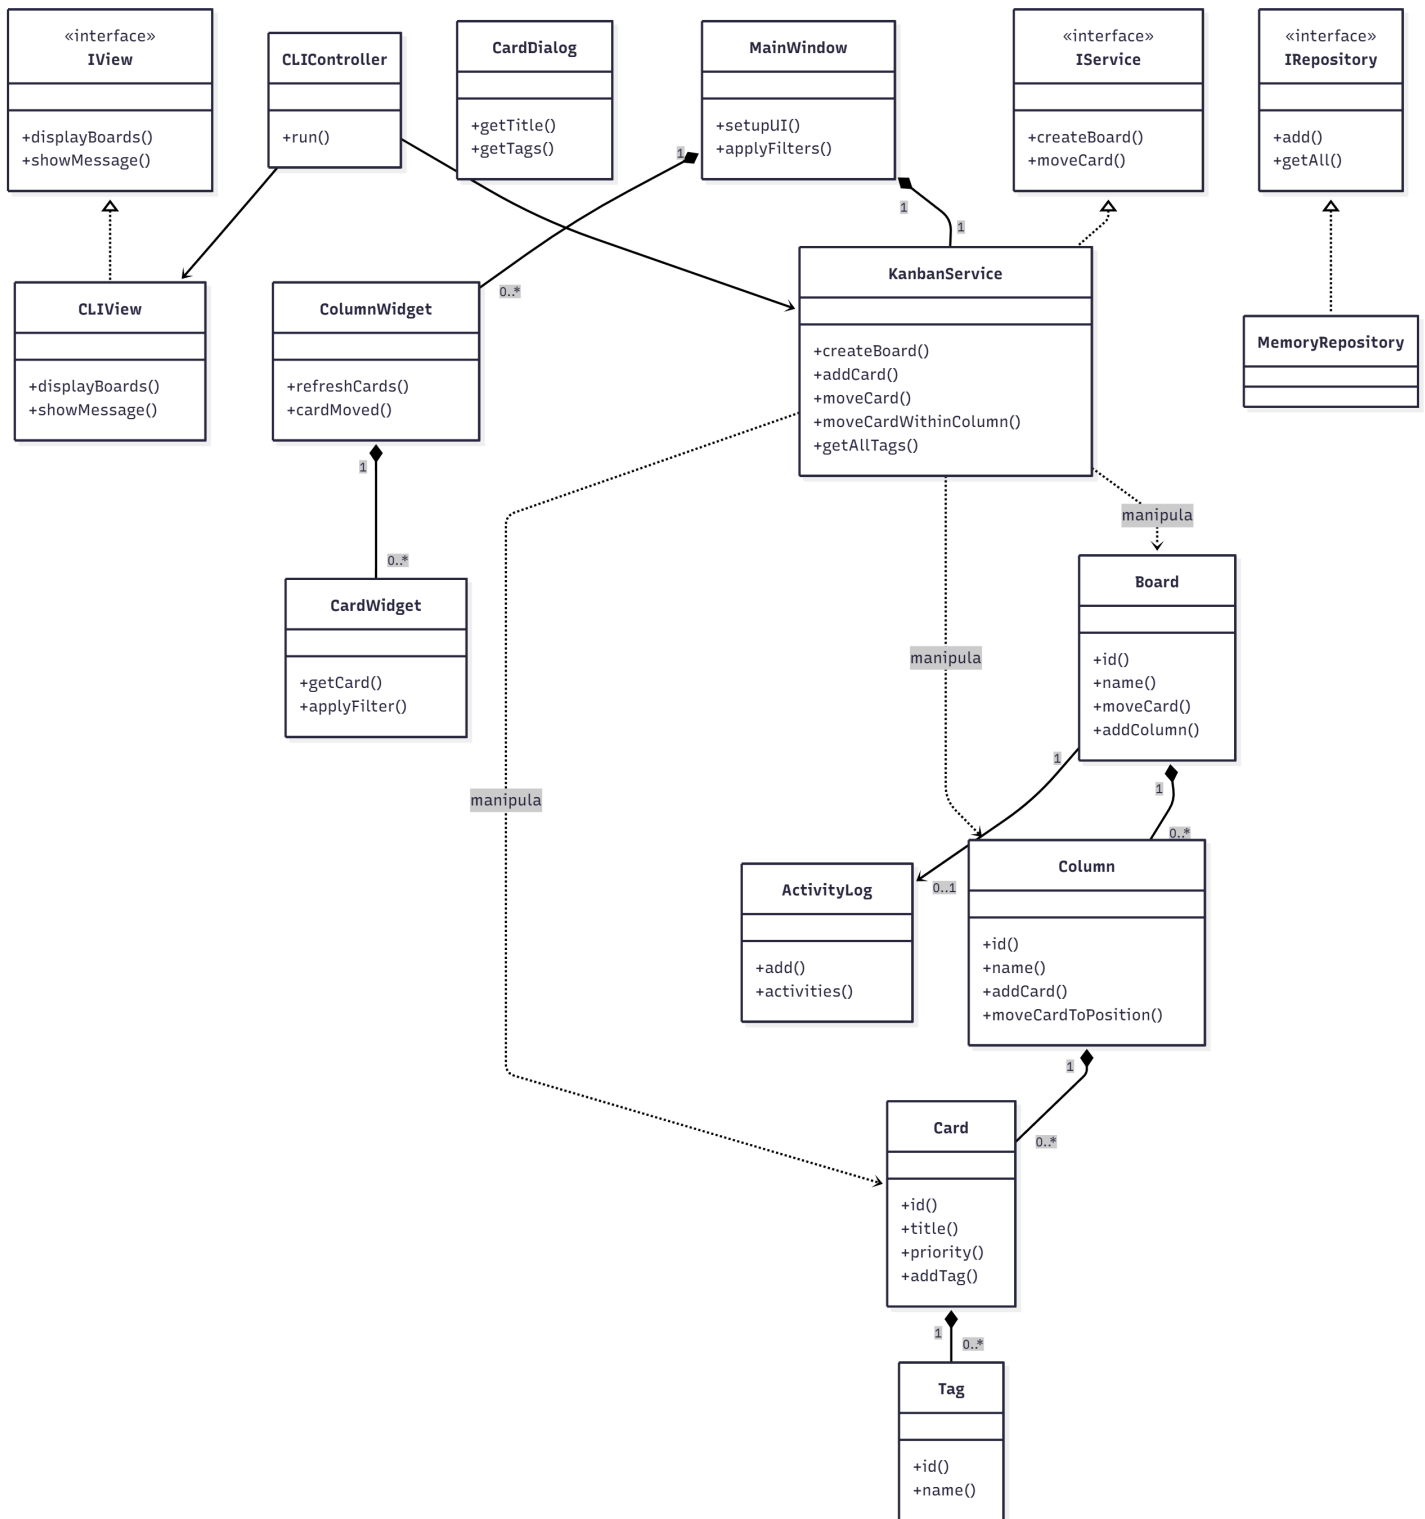 «interface»
IView
+displayBoards()
+showMessage()
CLIController
+run()
CardDialog
+getTitle()
+getTags()
MainWindow
+setupUI()
+applyFilters()
«interface»
IService
+createBoard()
+moveCard()
«interface»
IRepository
+add()
+getAll()
1
1
1
0..*
CLIView
+displayBoards()
+showMessage()
ColumnWidget
+refreshCards()
+cardMoved()
KanbanService
+createBoard()
+addCard()
+moveCard()
+moveCardWithinColumn()
+getAllTags()
MemoryRepository
1
0..*
manipula
CardWidget
+getCard()
+applyFilter()
manipula
Board
+id()
+name()
+moveCard()
+addColumn()
manipula
1
1
0..*
0..1
ActivityLog
+add()
+activities()
Column
+id()
+name()
+addCard()
+moveCardToPosition()
1
0..*
Card
+id()
+title()
+priority()
+addTag()
1
0..*
Tag
+id()
+name()